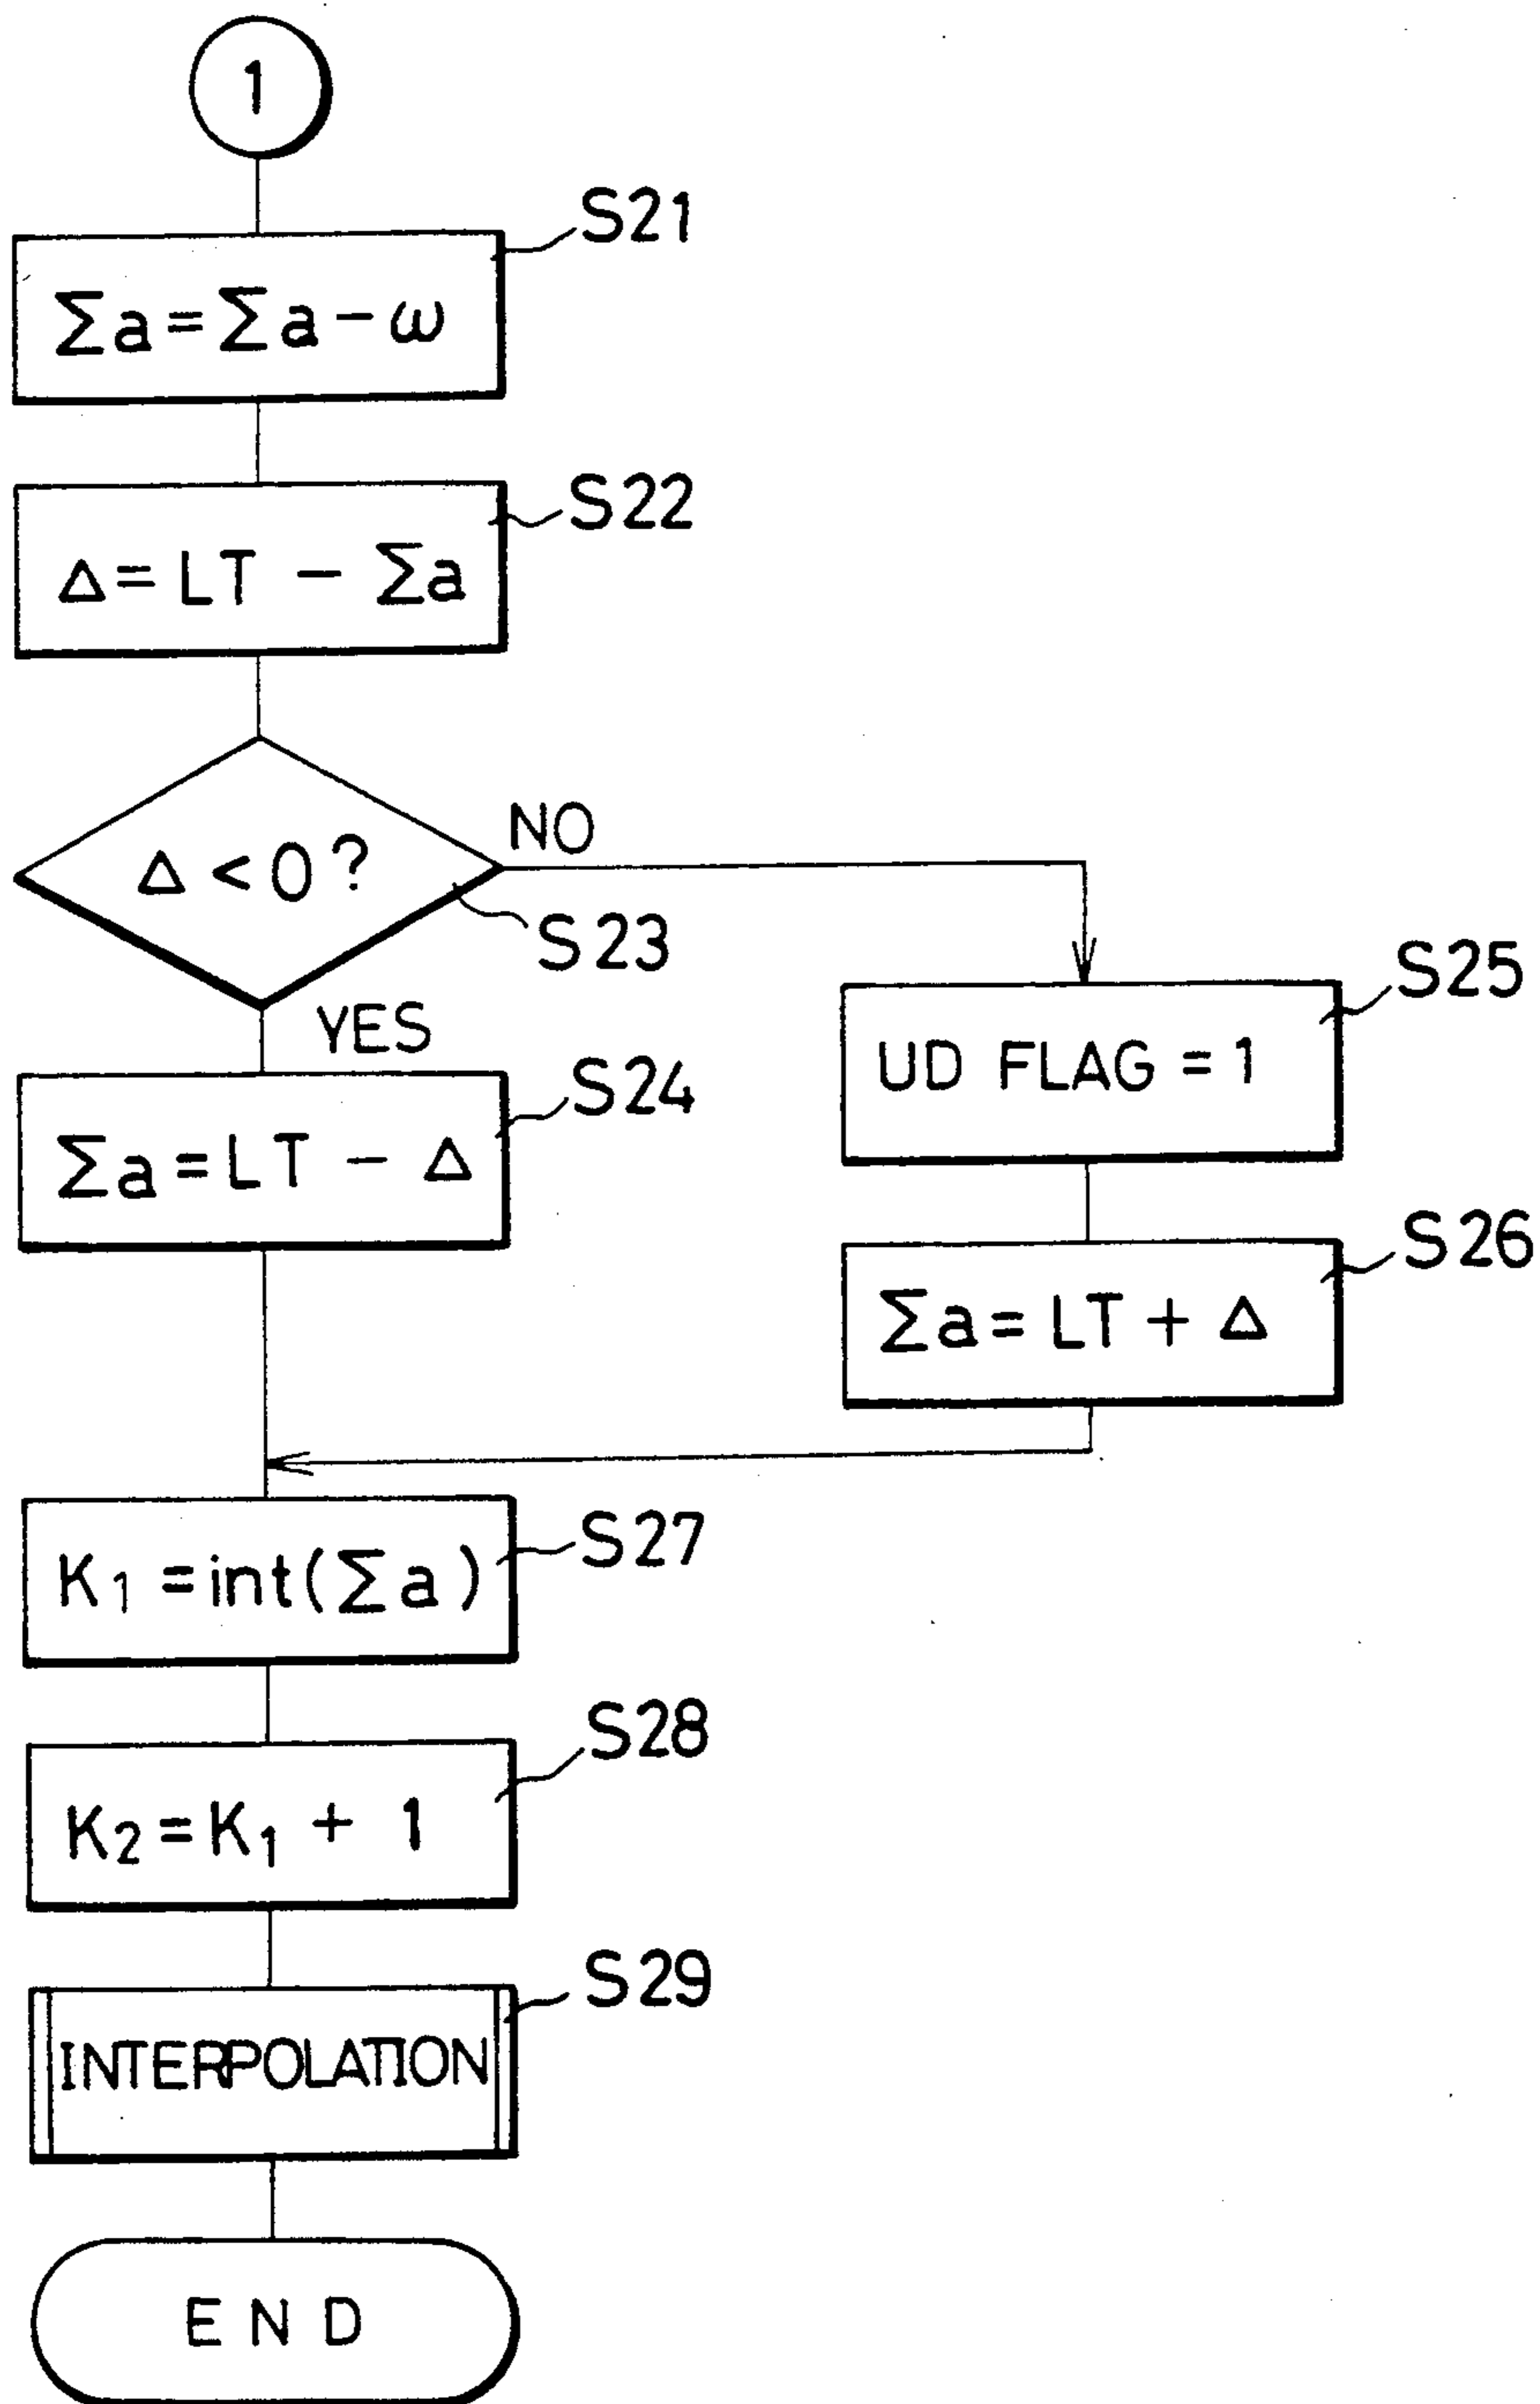 1
S21
Σa=Σa-ω
S22
Δ=LT - Σa
Δ<0?
NO
S23
YES
S24
Σa=LT - Δ
S25
UD FLAG = 1
S26
Σa=LT + Δ
S27
K1=int(Σa)
S28
K2=K1 + 1
S29
INTERPOLATION
END